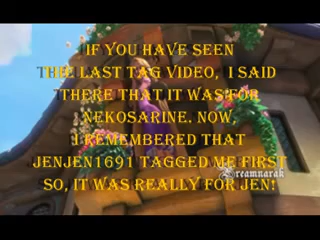 If you have seen
the last tag video, I said
there that it was for
nekosarine. Now,
I remembered that
jenjen1691 tagged me first
so, it was really for Jen!
Dreamnarak